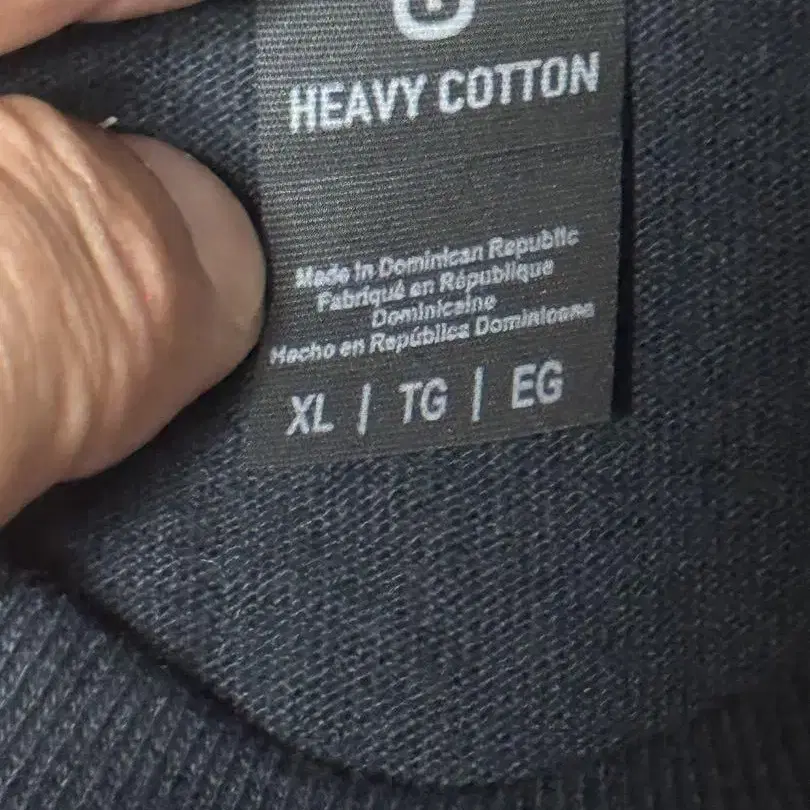 HEAVY COTTON
Made in Dominican Republic
Fabriqué en République
Dominicaine
Hecho en República Dominicana
XL | TG | EG